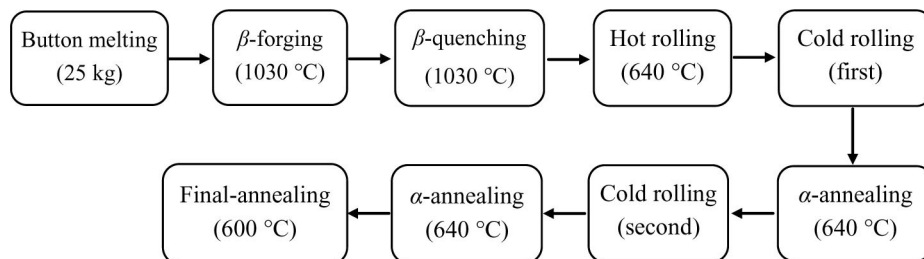 Button melting
(25 kg)
β-forging
(1030 °C)
β-quenching
(1030 °C)
Hot rolling
(640 °C)
Cold rolling
(first)
α-annealing
(640 °C)
Cold rolling
(second)
α-annealing
(640 °C)
Final-annealing
(600 °C)